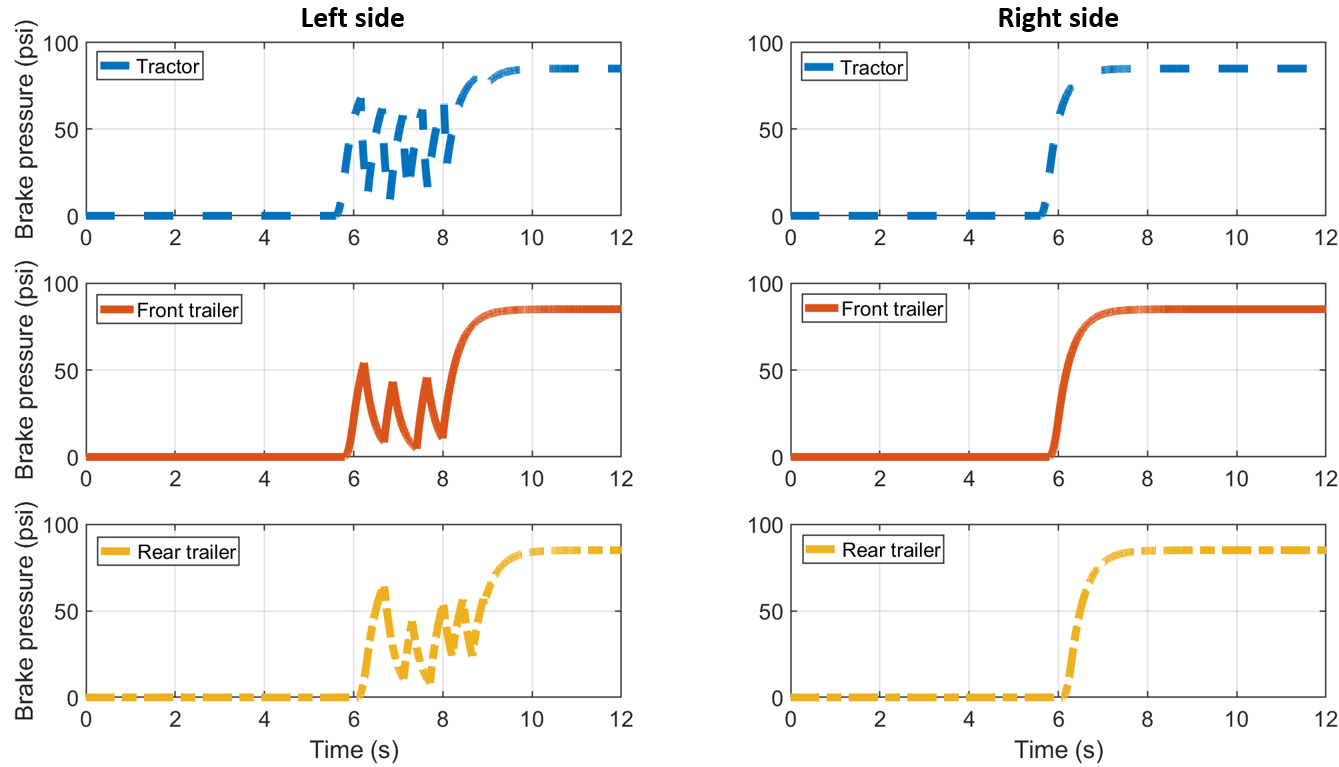 Left side
Brake pressure (psi)
100
50
0
Tractor
0 2 4 6 8 10 12
Right side
100
50
0
Tractor
0 2 4 6 8 10 12
Brake pressure (psi)
100
50
0
Front trailer
0 2 4 6 8 10 12
100
50
0
Front trailer
0 2 4 6 8 10 12
Brake pressure (psi)
100
50
0
Rear trailer
0 2 4 6 8 10 12
Time (s)
100
50
0
Rear trailer
0 2 4 6 8 10 12
Time (s)